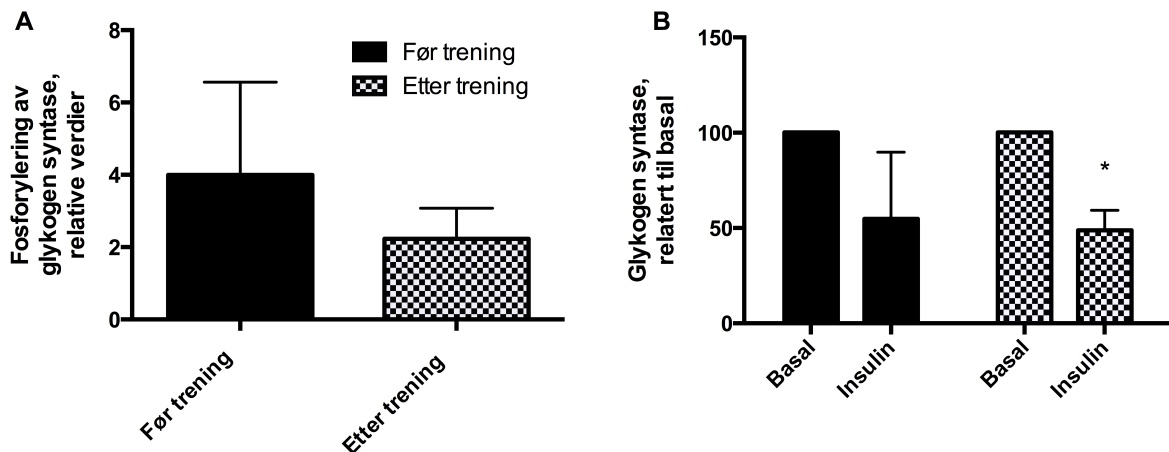 A
Fosforylering av
glykogen syntase,
relative verdier
8
6
4
2
0
Før trening
Etter trening
Før trening
Etter trening
B
Glykogen syntase,
relatert til basal
150
100
50
0
*
Basal
Insulin
Basal
Insulin